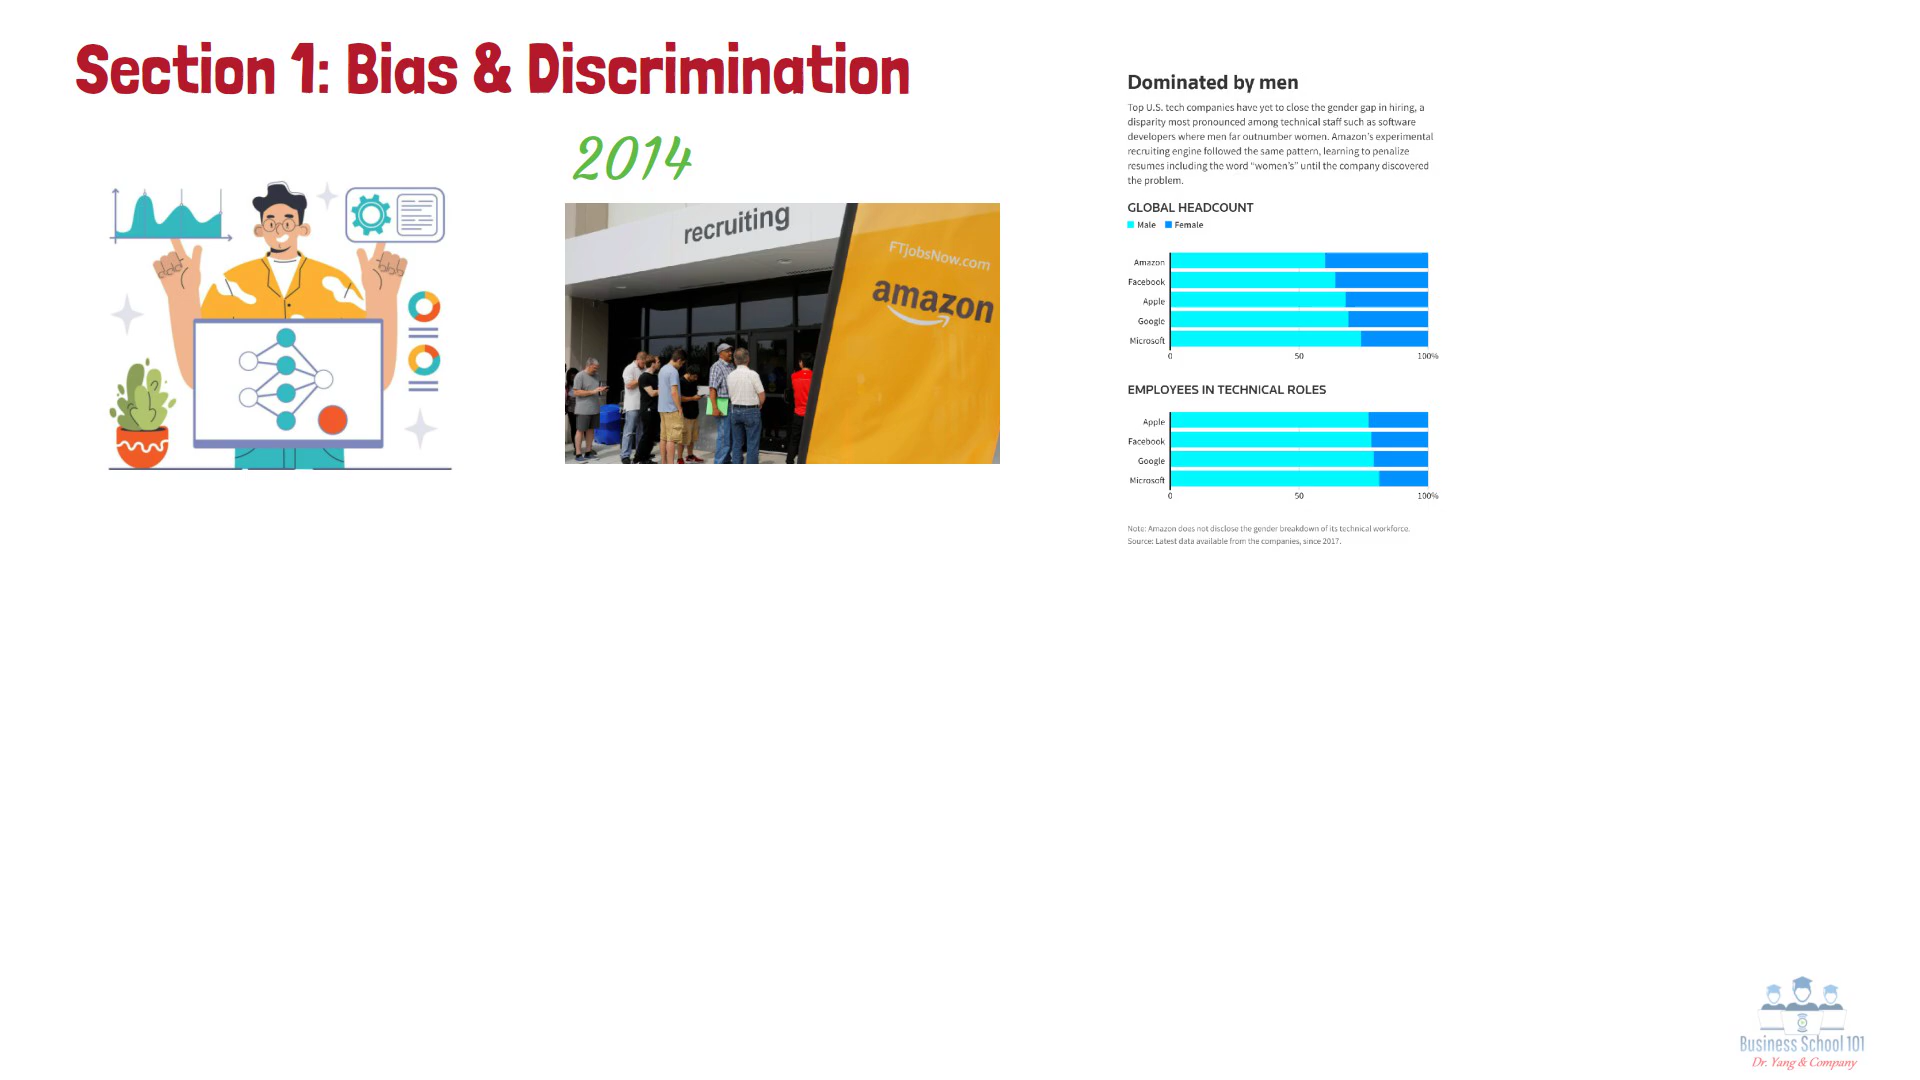 Section 1: Bias & Discrimination
2014
recruiting
FTjobsNow.com
amazon
Dominated by men
Top U.S. tech companies have yet to close the gender gap in hiring, a
disparity most pronounced among technical staff such as software
developers where men far outnumber women. Amazon's experimental
recruiting engine followed the same pattern, learning to penalize
resumes including the word “women's” until the company discovered
the problem.
GLOBAL HEADCOUNT
Male Female
Amazon
Facebook
Apple
Google
Microsoft
0 50 100%
EMPLOYEES IN TECHNICAL ROLES
Apple
Facebook
Google
Microsoft
0 50 100%
Note: Amazon does not disclose the gender breakdown of its technical workforce.
Source: Latest data available from the companies, since 2017.
Business School 101
Dr. Yang & Company